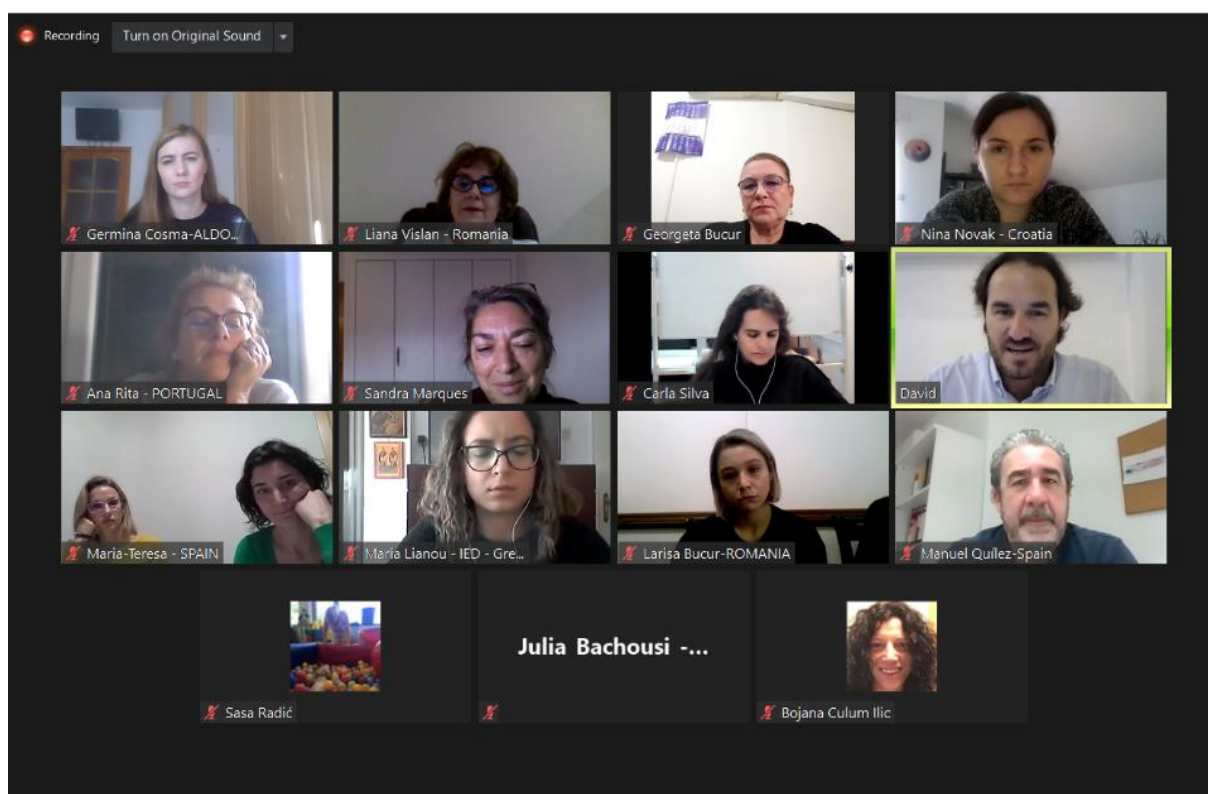 Recording
Turn on Original Sound
Germina Cosma-ALDO...
Liana Vislan - Romania
Georgeta Bucur
Nina Novak - Croatia
Ana Rita - PORTUGAL
Sandra Marques
Carla Silva
David
Maria-Teresa - SPAIN
Maria Lianou - IED - Gre...
Larisa Bucur-ROMANIA
Manuel Quílez-Spain
Julia Bachousi -...
Sasa Radić
Bojana Culum Ilic